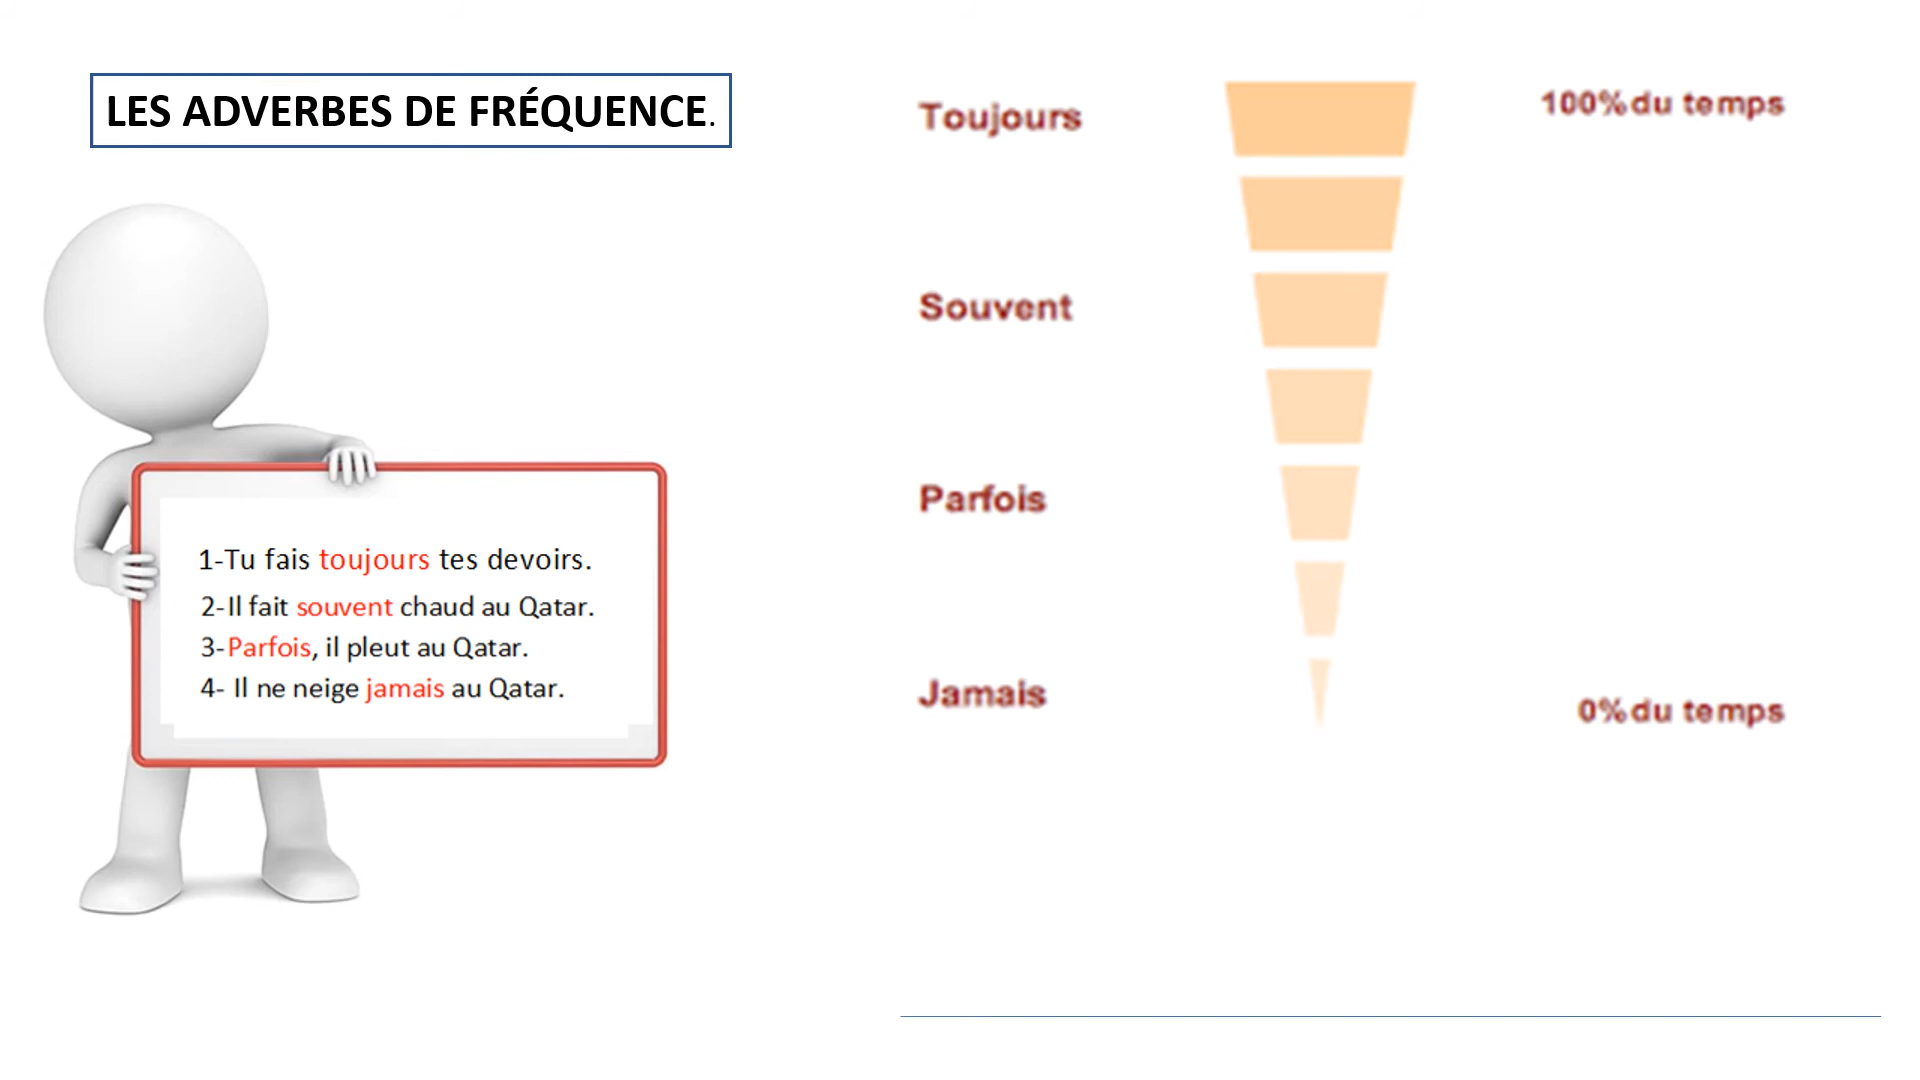 LES ADVERBES DE FRÉQUENCE.
1-Tu fais toujours tes devoirs.
2-Il fait souvent chaud au Qatar.
3-Parfois, il pleut au Qatar.
4- Il ne neige jamais au Qatar.
Toujours
100% du temps
Souvent
Parfois
Jamais
0% du temps